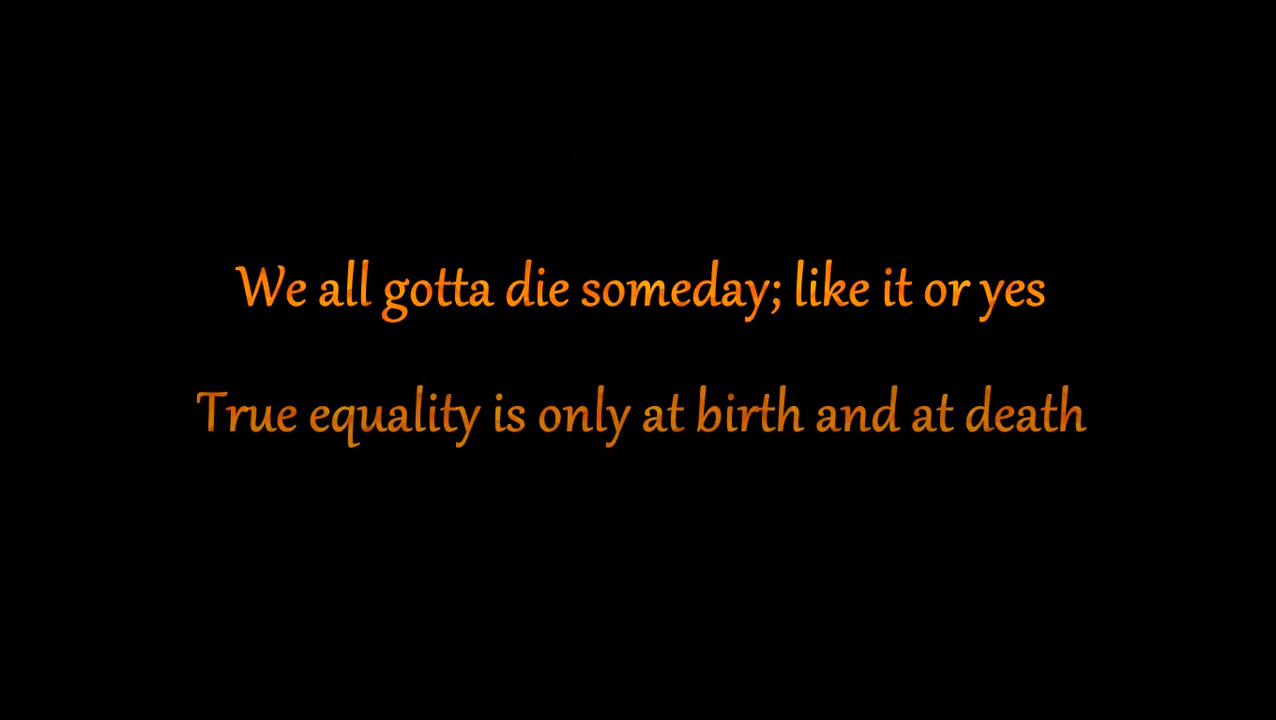 We all gotta die someday; like it or yes
True equality is only at birth and at death